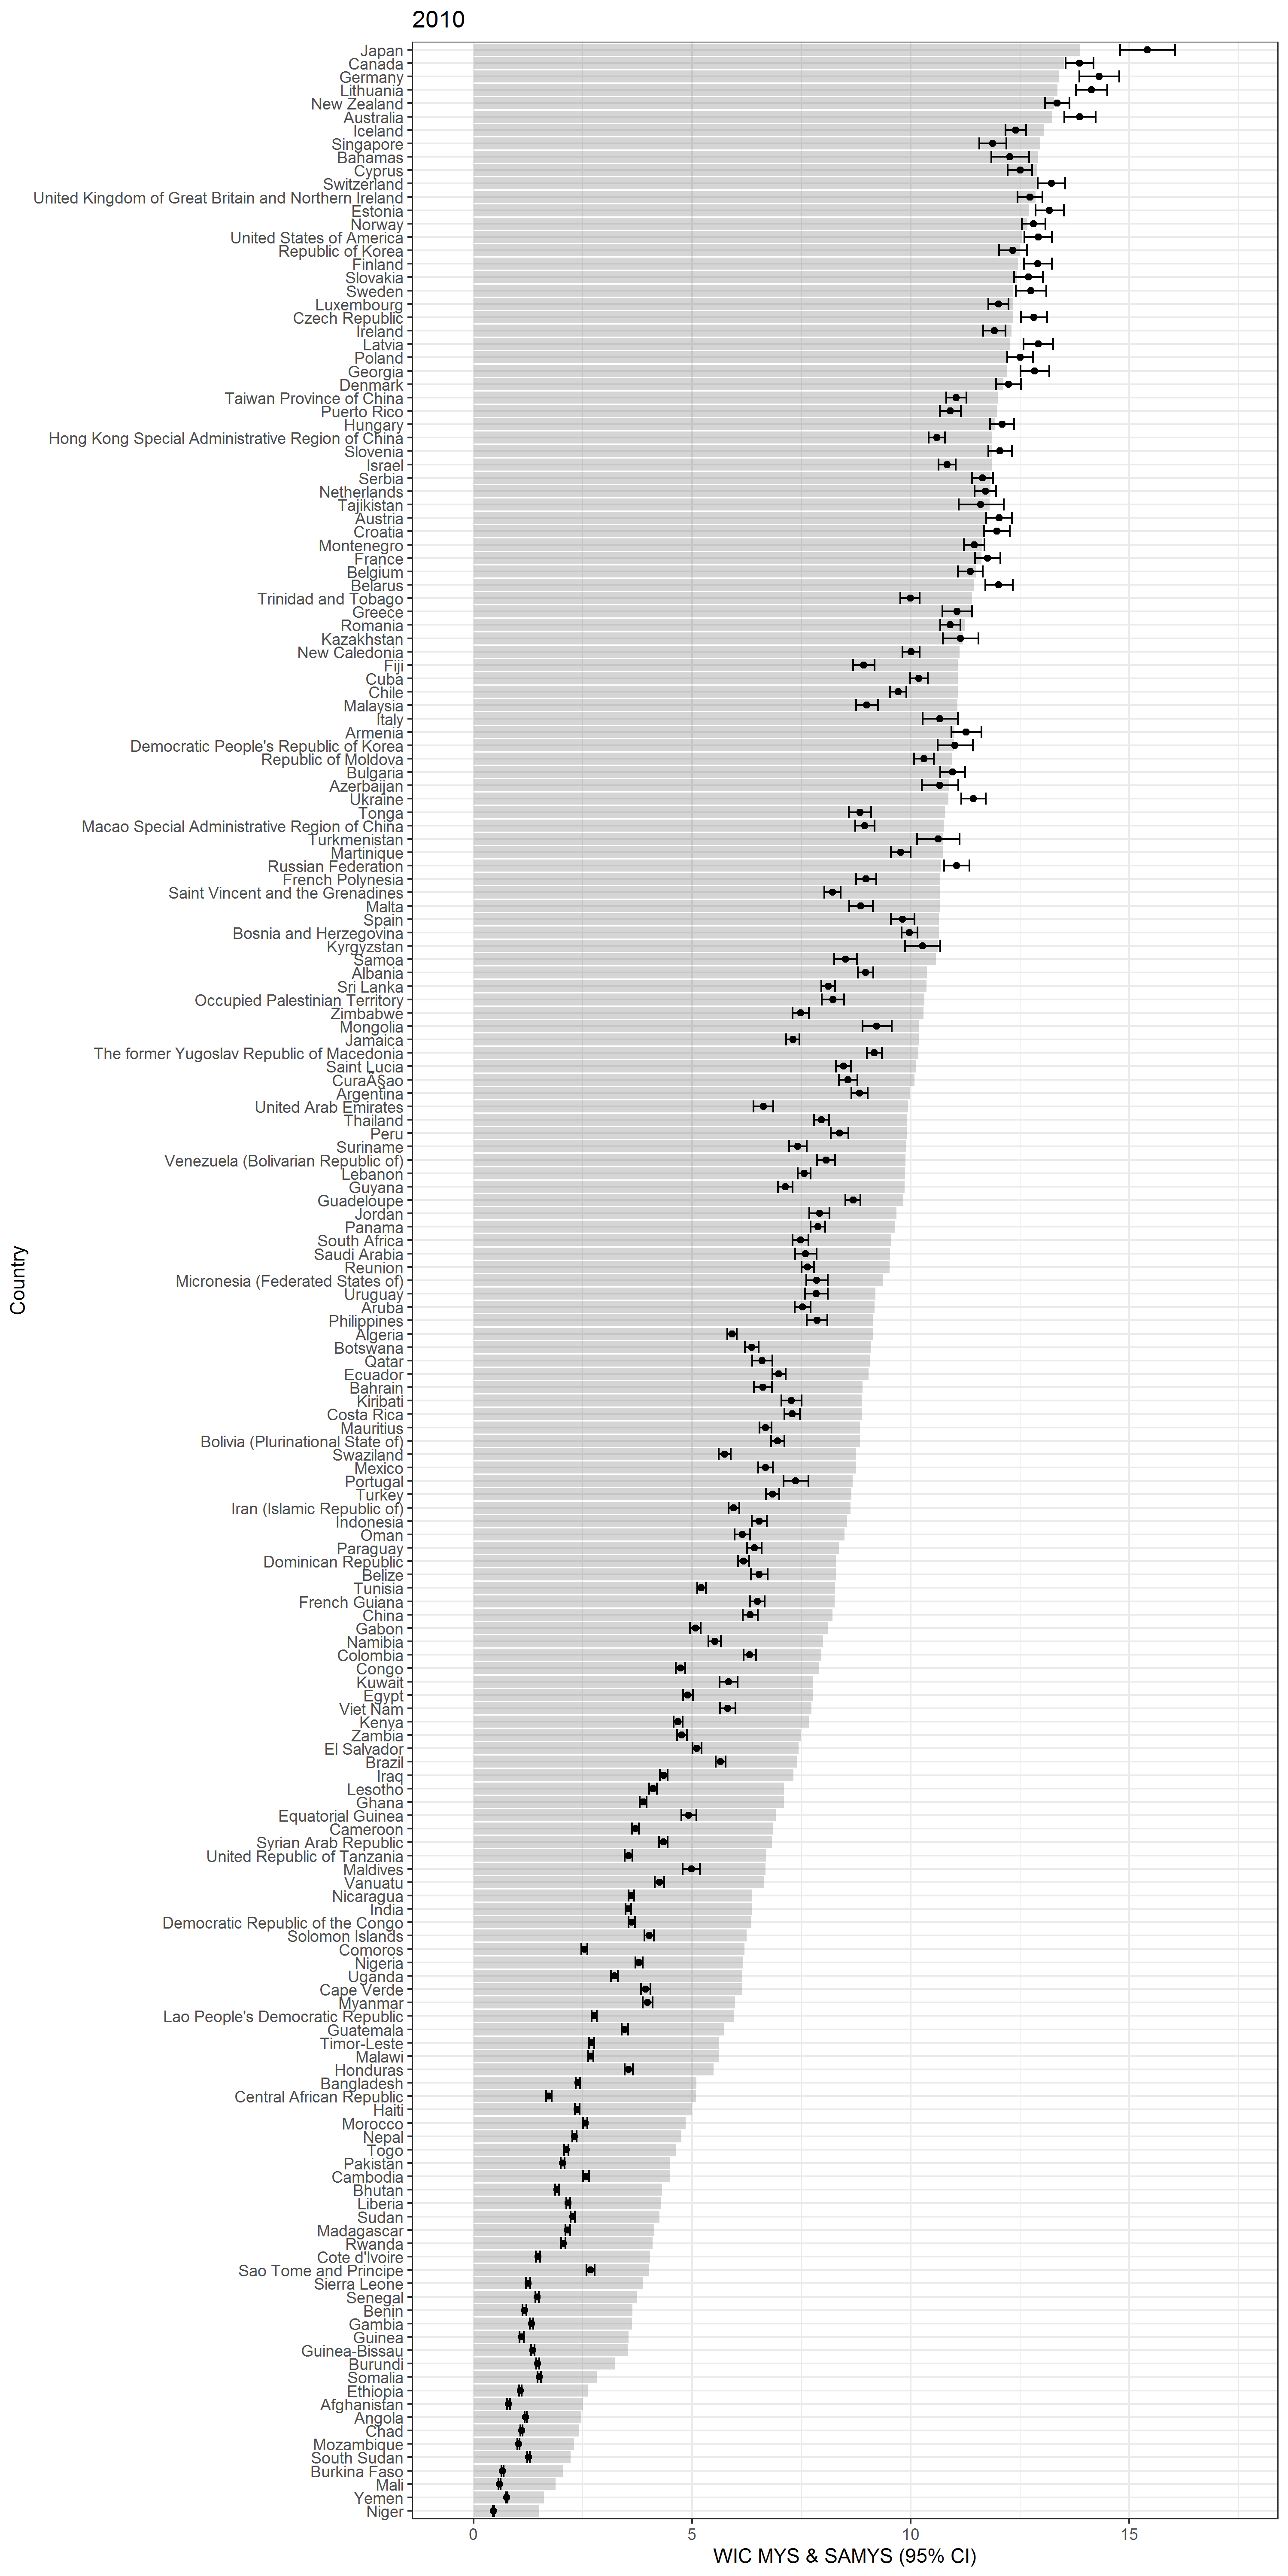 2010
Country
Japan
Canada
Germany
Lithuania
New Zealand
Australia
Iceland
Singapore
Bahamas
Cyprus
Switzerland
United Kingdom of Great Britain and Northern Ireland
Estonia
Norway
United States of America
Republic of Korea
Finland
Slovakia
Sweden
Luxembourg
Czech Republic
Ireland
Latvia
Poland
Georgia
Denmark
Taiwan Province of China
Puerto Rico
Hungary
Hong Kong Special Administrative Region of China
Slovenia
Israel
Serbia
Netherlands
Tajikistan
Austria
Croatia
Montenegro
France
Belgium
Belarus
Trinidad and Tobago
Greece
Romania
Kazakhstan
New Caledonia
Fiji
Cuba
Chile
Malaysia
Italy
Armenia
Democratic People's Republic of Korea
Republic of Moldova
Bulgaria
Azerbaijan
Ukraine
Tonga
Macao Special Administrative Region of China
Turkmenistan
Martinique
Russian Federation
French Polynesia
Saint Vincent and the Grenadines
Malta
Spain
Bosnia and Herzegovina
Kyrgyzstan
Samoa
Albania
Sri Lanka
Occupied Palestinian Territory
Zimbabwe
Mongolia
Jamaica
The former Yugoslav Republic of Macedonia
Saint Lucia
CuraÃ§ao
Argentina
United Arab Emirates
Thailand
Peru
Suriname
Venezuela (Bolivarian Republic of)
Lebanon
Guyana
Guadeloupe
Jordan
Panama
South Africa
Saudi Arabia
Reunion
Micronesia (Federated States of)
Uruguay
Aruba
Philippines
Algeria
Botswana
Qatar
Ecuador
Bahrain
Kiribati
Costa Rica
Mauritius
Bolivia (Plurinational State of)
Swaziland
Mexico
Portugal
Turkey
Iran (Islamic Republic of)
Indonesia
Oman
Paraguay
Dominican Republic
Belize
Tunisia
French Guiana
China
Gabon
Namibia
Colombia
Congo
Kuwait
Egypt
Viet Nam
Kenya
Zambia
El Salvador
Brazil
Iraq
Lesotho
Ghana
Equatorial Guinea
Cameroon
Syrian Arab Republic
United Republic of Tanzania
Maldives
Vanuatu
Nicaragua
India
Democratic Republic of the Congo
Solomon Islands
Comoros
Nigeria
Uganda
Cape Verde
Myanmar
Lao People's Democratic Republic
Guatemala
Timor-Leste
Malawi
Honduras
Bangladesh
Central African Republic
Haiti
Morocco
Nepal
Togo
Pakistan
Cambodia
Bhutan
Liberia
Sudan
Madagascar
Rwanda
Cote d'Ivoire
Sao Tome and Principe
Sierra Leone
Senegal
Benin
Gambia
Guinea
Guinea-Bissau
Burundi
Somalia
Ethiopia
Afghanistan
Angola
Chad
Mozambique
South Sudan
Burkina Faso
Mali
Yemen
Niger
0 5 10 15
WIC MYS & SAMYS (95% CI)